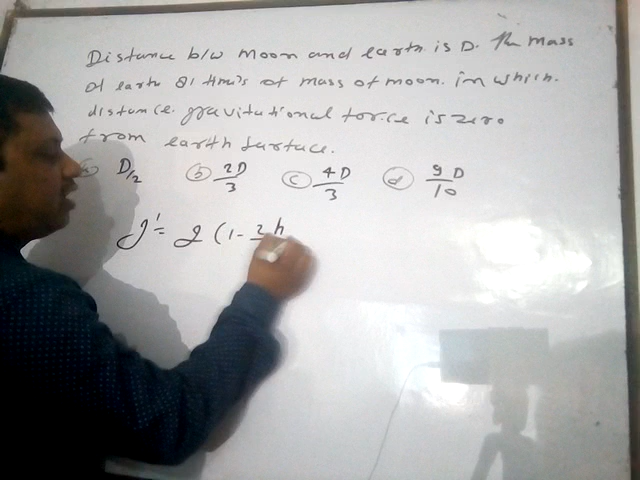 Distance b/w Moon and earth is D. The mass
of earth 81 times of mass of moon. in which.
distance. gravitational force is zero
from earth surface.
(a) D/2 (b) 2D/3 (c) 4D/3 (d) 9D/10
g' = g (1 - 2h